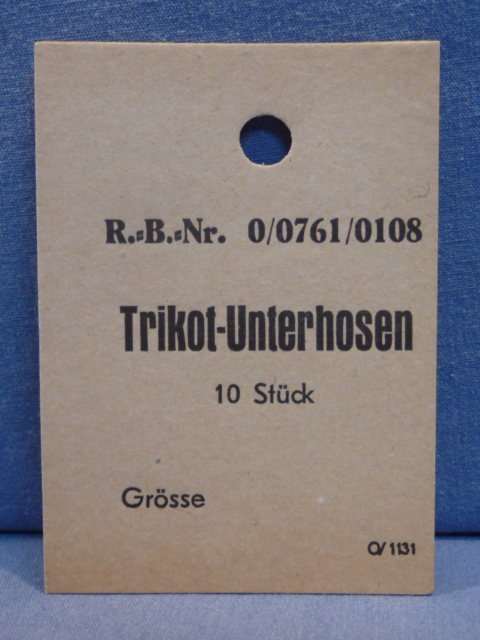 R.=B.=Nr. 0/0761/0108
Trikot-Unterhosen
10 Stück
Grösse
O/1131